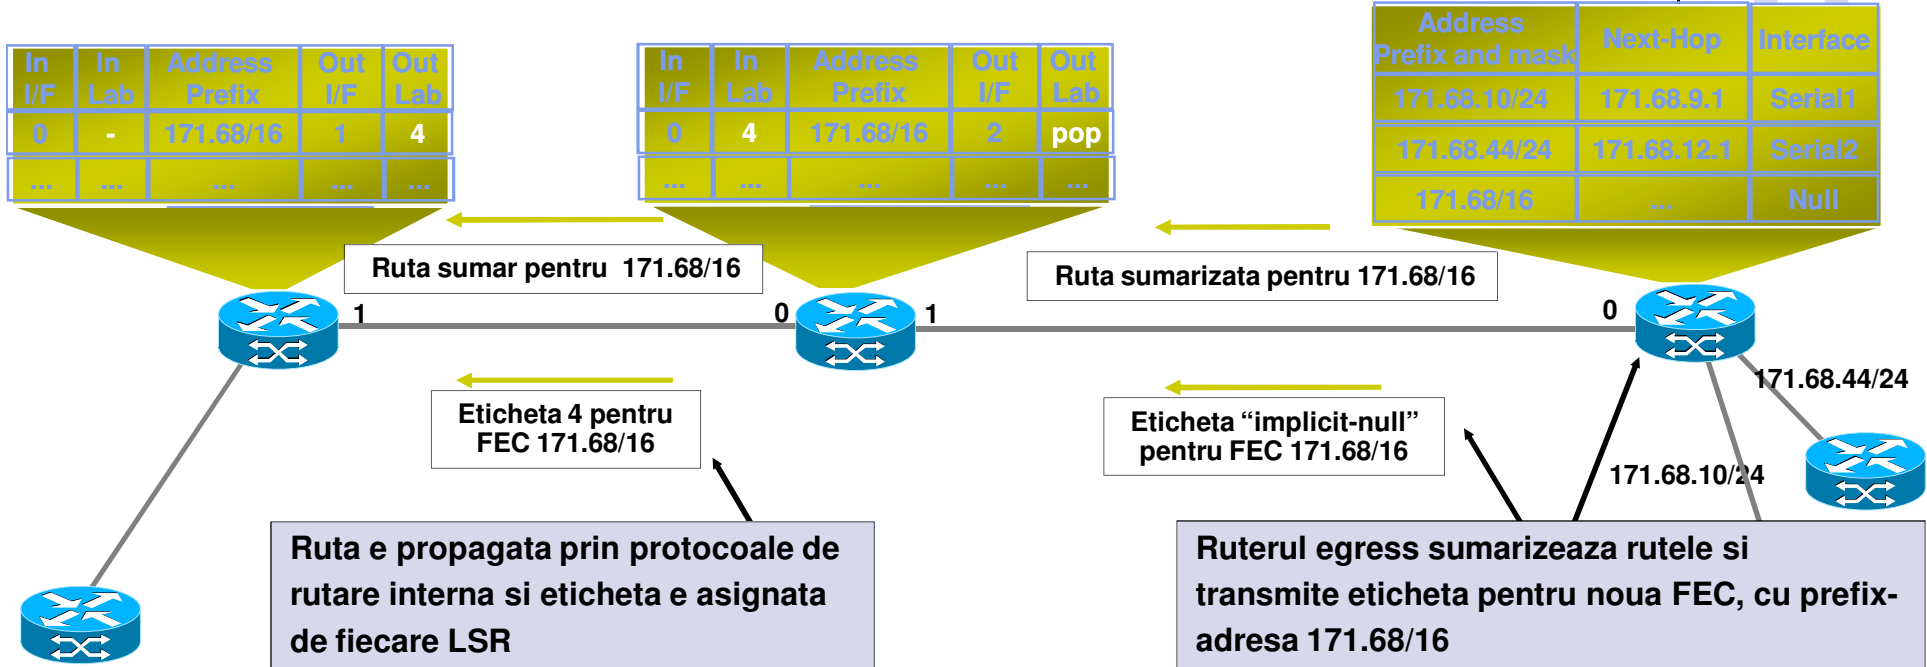 In In Address Out Out
I/F Lab Prefix I/F Lab
0 - 171.68/16 1 4
... ... ... ... ...
In In Address Out Out
I/F Lab Prefix I/F Lab
0 4 171.68/16 2 pop
... ... ... ... ...
Address
Prefix and mask Next-Hop Interface
171.68.10/24 171.68.9.1 Serial1
171.68.44/24 171.68.12.1 Serial2
171.68/16 ... Null
Ruta sumar pentru 171.68/16
Ruta sumarizata pentru 171.68/16
1
0
1
0
171.68.44/24
Eticheta 4 pentru
FEC 171.68/16
Eticheta “implicit-null”
pentru FEC 171.68/16
171.68.10/24
Ruta e propagata prin protocoale de
rutare interna si eticheta e asignata
de fiecare LSR
Ruterul egress sumarizeaza rutele si
transmite eticheta pentru noua FEC, cu prefix-
adresa 171.68/16